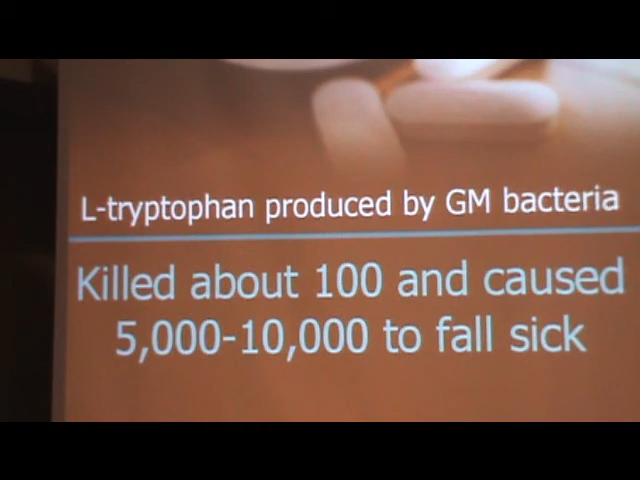 L-tryptophan produced by GM bacteria
Killed about 100 and caused
5,000-10,000 to fall sick